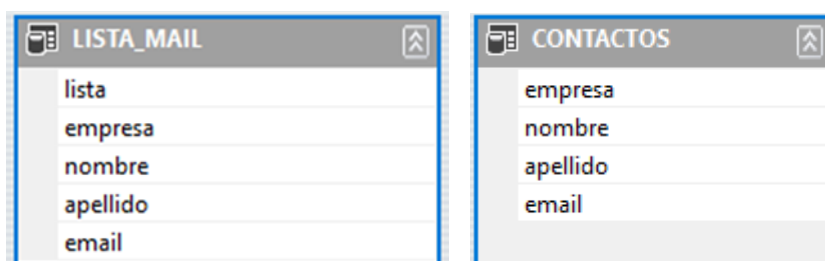 LISTA_MAIL
lista
empresa
nombre
apellido
email
CONTACTOS
empresa
nombre
apellido
email